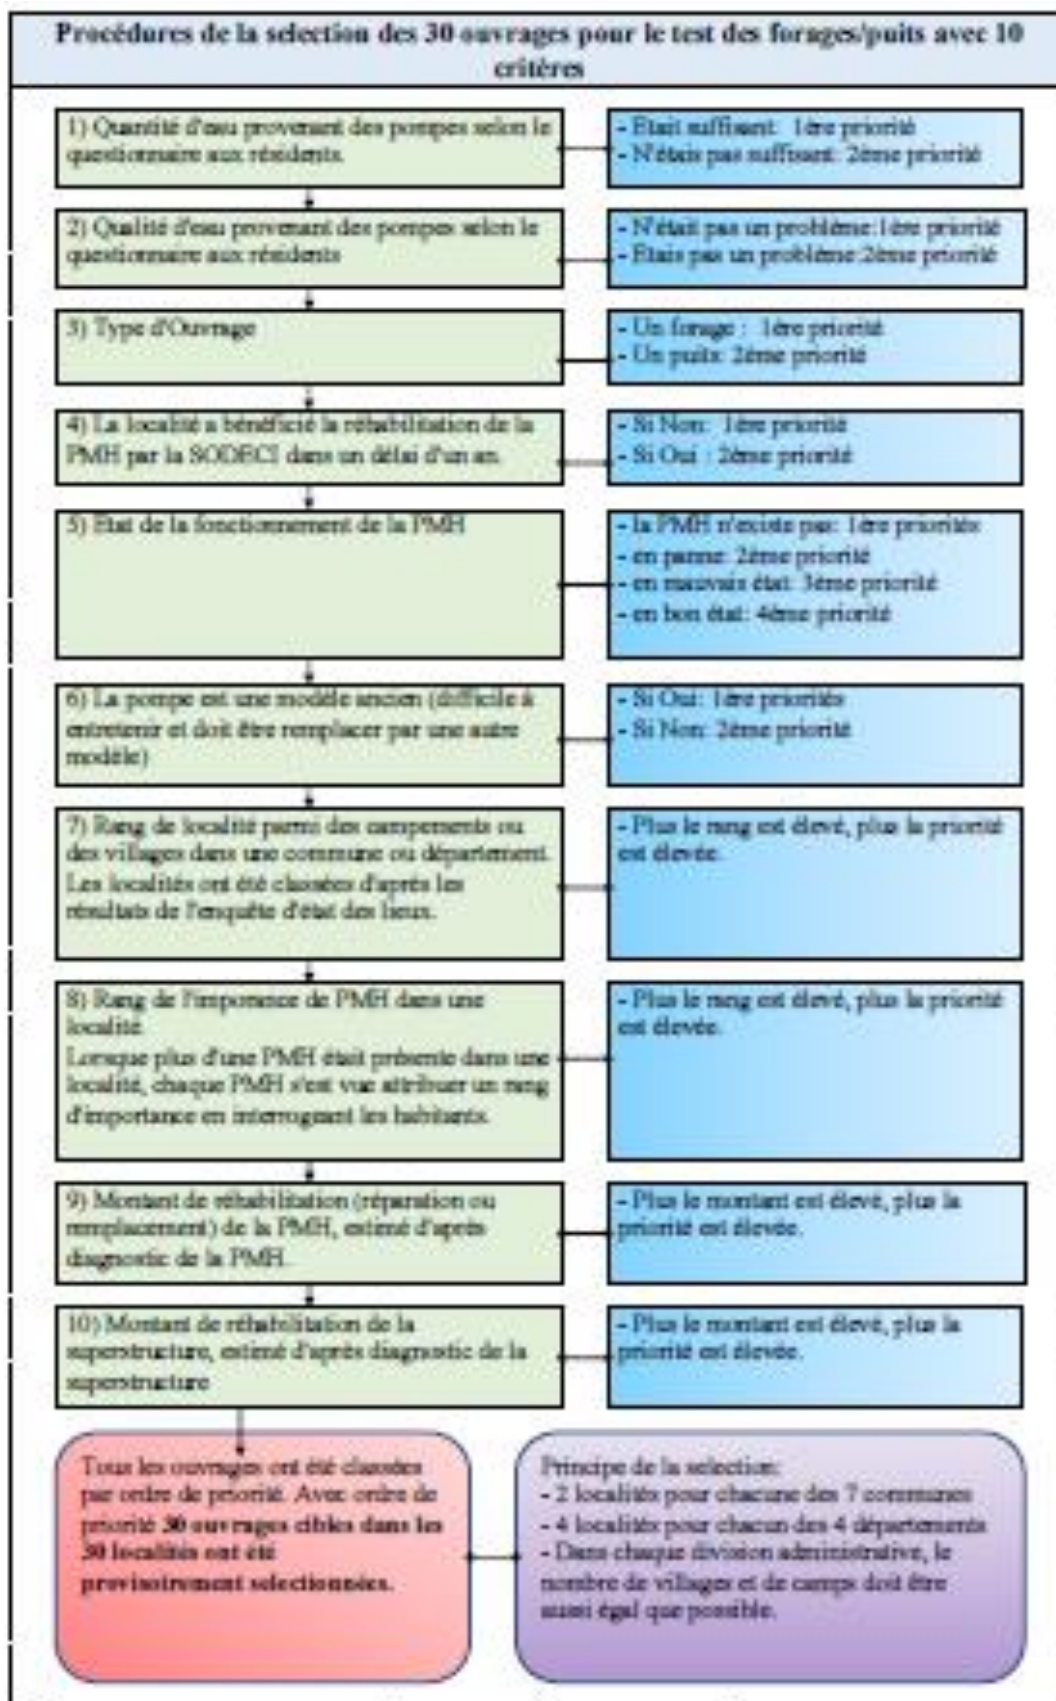 Procédures de la selection des 30 ouvrages pour le test des forages/puits avec 10
critères
1) Quantité d'eau provenant des pompes selon le
questionnaire aux résidents.
- Etait suffisant: 1ère priorité
- N'étais pas suffisant: 2ème priorité
2) Qualité d'eau provenant des pompes selon le
questionnaire aux résidents
- N'était pas un problème:1ère priorité
- Etais pas un problème:2ème priorité
3) Type d'Ouvrage
- Un forage : 1ère priorité
- Un puits: 2ème priorité
4) La localité a bénéficié la réhabilitation de la
PMH par la SODECI dans un délai d'un an.
- Si Non: 1ère priorité
- Si Oui : 2ème priorité
5) Etat de la fonctionnement de la PMH
- la PMH n'existe pas: 1ère priorités
- en panne: 2ème priorité
- en mauvais état: 3ème priorité
- en bon état: 4ème priorité
6) La pompe est une modèle ancien (difficile à
entretenir et doit être remplacer par une autre
modèle)
- Si Oui: 1ère priorités
- Si Non: 2ème priorité
7) Rang de localité parmi des campements ou
des villages dans une commune ou département.
Les localités ont été classées d'après les
résultats de l'enquête d'état des lieux.
- Plus le rang est élevé, plus la priorité
est élevée.
8) Rang de l'imporance de PMH dans une
localité.
Lorsque plus d'une PMH était présente dans une
localité, chaque PMH s'est vue attribuer un rang
d'importance en interrogeant les habitants.
- Plus le rang est élevé, plus la priorité
est élevée.
9) Montant de réhabilitation (réparation ou
remplacement) de la PMH, estimé d'après
diagnostic de la PMH.
- Plus le montant est élevé, plus la
priorité est élevée.
10) Montant de réhabilitation de la
superstructure, estimé d'après diagnostic de la
superstructure
- Plus le montant est élevé, plus la
priorité est élevée.
Tous les ouvrages ont été classées
par ordre de priorité. Avec ordre de
priorité 30 ouvrages cibles dans les
30 localités ont été
provisoirement selectionnées.
Principe de la selection:
- 2 localités pour chacune des 7 communes
- 4 localités pour chacun des 4 départements
- Dans chaque division administrative, le
nombre de villages et de camps doit être
aussi égal que possible.